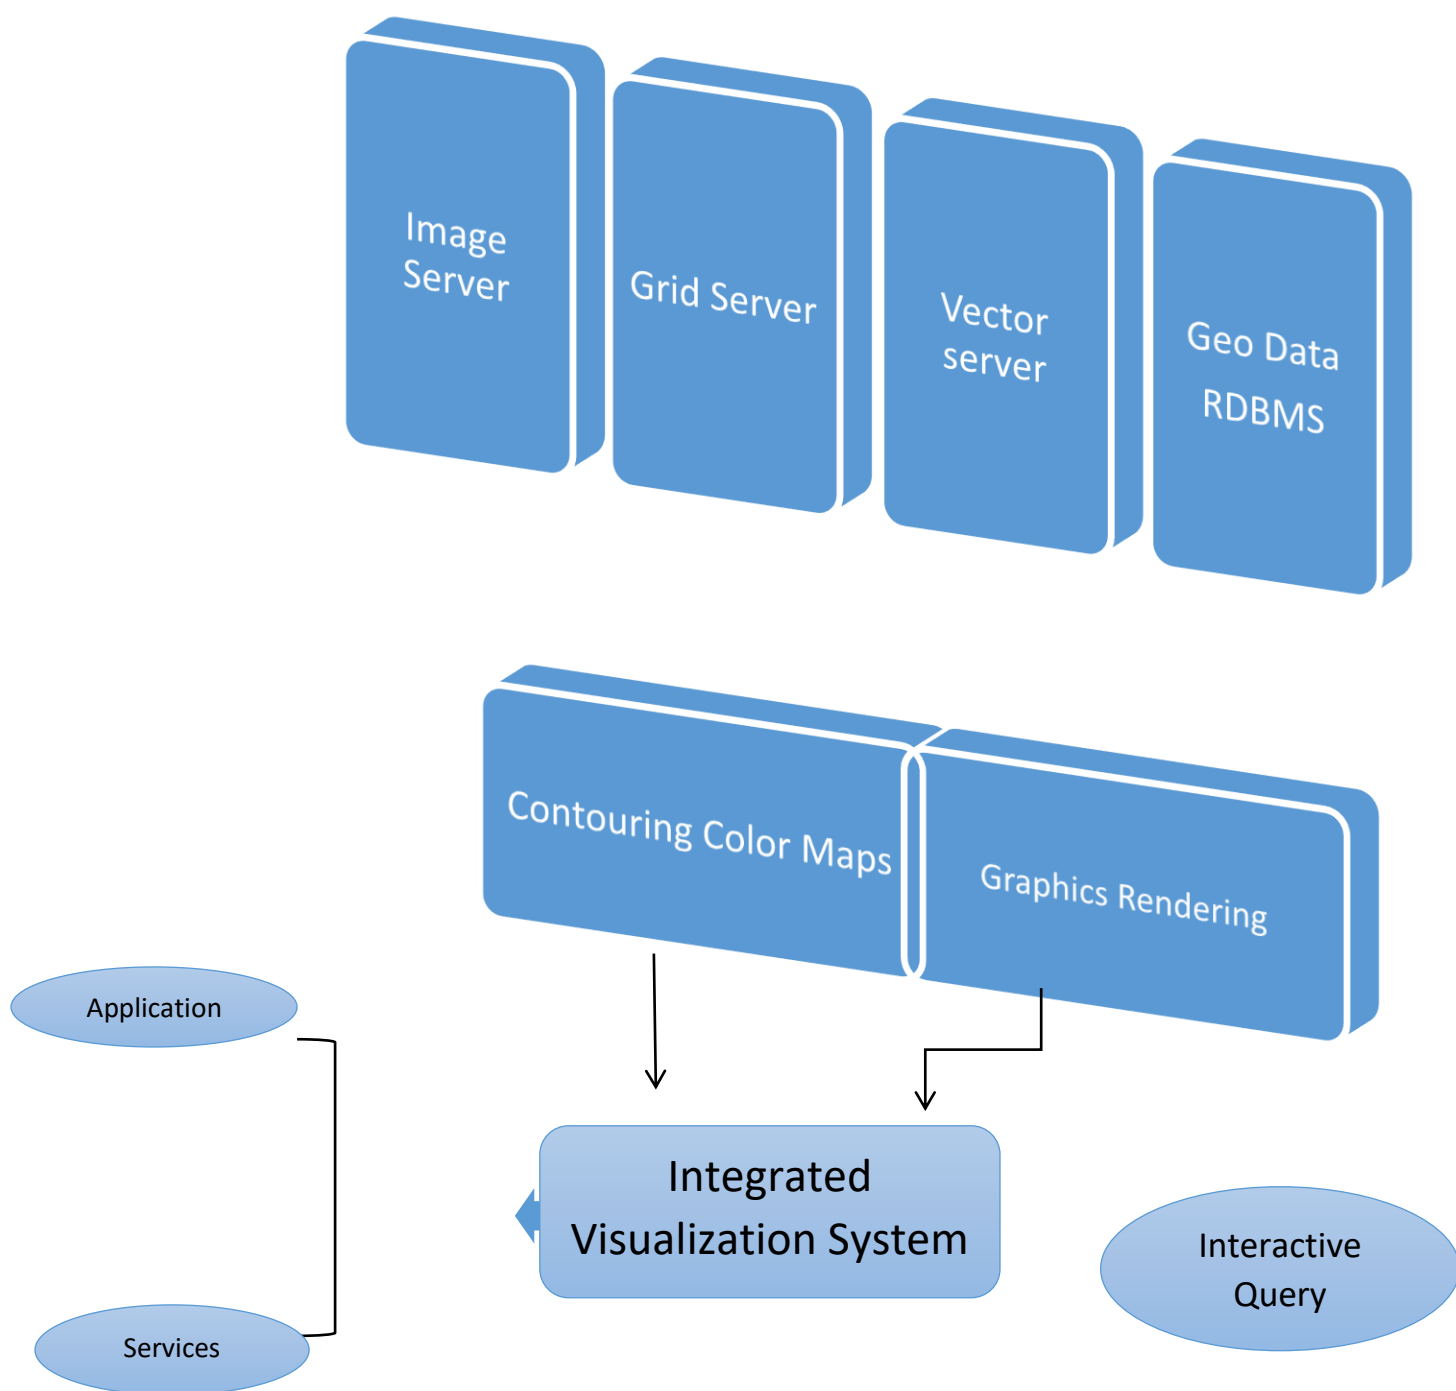 Image
Server
Grid Server
Vector
server
Geo Data
RDBMS
Contouring Color Maps
Graphics Rendering
Application
Integrated
Visualization System
Interactive
Query
Services